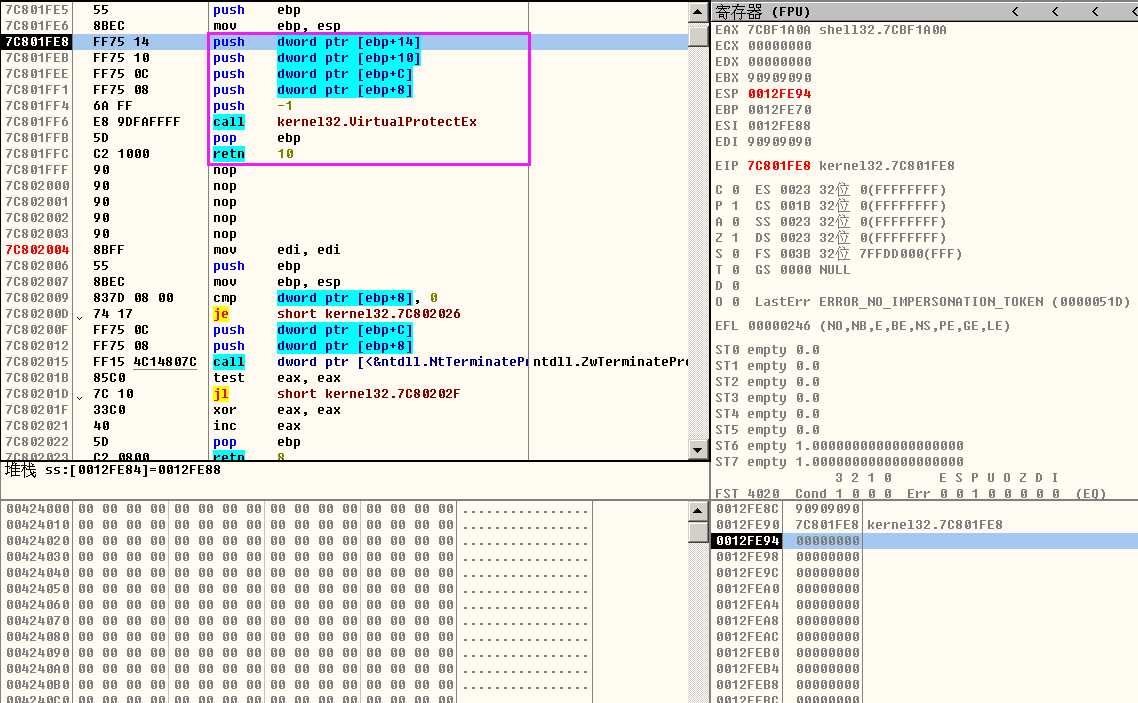 7C801FE5 55 push ebp
7C801FE6 8BEC mov ebp, esp
7C801FE8 FF75 14 push dword ptr [ebp+14]
7C801FEB FF75 10 push dword ptr [ebp+10]
7C801FEE FF75 0C push dword ptr [ebp+C]
7C801FF1 FF75 08 push dword ptr [ebp+8]
7C801FF4 6A FF push -1
7C801FF6 E8 9DFAFFFF call kernel32.VirtualProtectEx
7C801FFB 5D pop ebp
7C801FFC C2 1000 retn 10
7C801FFF 90 nop
7C802000 90 nop
7C802001 90 nop
7C802002 90 nop
7C802003 90 nop
7C802004 8BFF mov edi, edi
7C802006 55 push ebp
7C802007 8BEC mov ebp, esp
7C802009 837D 08 00 cmp dword ptr [ebp+8], 0
7C80200D 74 17 je short kernel32.7C802026
7C80200F FF75 0C push dword ptr [ebp+C]
7C802012 FF75 08 push dword ptr [ebp+8]
7C802015 FF15 4C14807C call dword ptr [<&ntdll.NtTerminatePr ntdll.ZwTerminatePro
7C80201B 85C0 test eax, eax
7C80201D 7C 10 jl short kernel32.7C80202F
7C80201F 33C0 xor eax, eax
7C802021 40 inc eax
7C802022 5D pop ebp
7C802023 C2 0800 retn 8
堆栈 ss:[0012FE84]=0012FE88
寄存器 (FPU) < < < <
EAX 7CBF1A0A shell32.7CBF1A0A
ECX 00000000
EDX 00000000
EBX 90909090
ESP 0012FE94
EBP 0012FE70
ESI 0012FE88
EDI 90909090
EIP 7C801FE8 kernel32.7C801FE8
C 0 ES 0023 32位 0(FFFFFFFF)
P 1 CS 001B 32位 0(FFFFFFFF)
A 0 SS 0023 32位 0(FFFFFFFF)
Z 1 DS 0023 32位 0(FFFFFFFF)
S 0 FS 003B 32位 7FFDD000(FFF)
T 0 GS 0000 NULL
D 0
O 0 LastErr ERROR_NO_IMPERSONATION_TOKEN (0000051D)
EFL 00000246 (NO,NB,E,BE,NS,PE,GE,LE)
ST0 empty 0.0
ST1 empty 0.0
ST2 empty 0.0
ST3 empty 0.0
ST4 empty 0.0
ST5 empty 0.0
ST6 empty 1.0000000000000000000
ST7 empty 1.0000000000000000000
3 2 1 0 E S P U O Z D I
FST 4020 Cond 1 0 0 0 Err 0 0 1 0 0 0 0 0 (EQ)
00424000 00 00 00 00 00 00 00 00 00 00 00 00 00 00 00 00 ................
00424010 00 00 00 00 00 00 00 00 00 00 00 00 00 00 00 00 ................
00424020 00 00 00 00 00 00 00 00 00 00 00 00 00 00 00 00 ................
00424030 00 00 00 00 00 00 00 00 00 00 00 00 00 00 00 00 ................
00424040 00 00 00 00 00 00 00 00 00 00 00 00 00 00 00 00 ................
00424050 00 00 00 00 00 00 00 00 00 00 00 00 00 00 00 00 ................
00424060 00 00 00 00 00 00 00 00 00 00 00 00 00 00 00 00 ................
00424070 00 00 00 00 00 00 00 00 00 00 00 00 00 00 00 00 ................
00424080 00 00 00 00 00 00 00 00 00 00 00 00 00 00 00 00 ................
00424090 00 00 00 00 00 00 00 00 00 00 00 00 00 00 00 00 ................
004240A0 00 00 00 00 00 00 00 00 00 00 00 00 00 00 00 00 ................
004240B0 00 00 00 00 00 00 00 00 00 00 00 00 00 00 00 00 ................
004240C0 00 00 00 00 00 00 00 00 00 00 00 00 00 00 00 00 ................
0012FE8C 90909090
0012FE90 7C801FE8 kernel32.7C801FE8
0012FE94 00000000
0012FE98 00000000
0012FE9C 00000000
0012FEA0 00000000
0012FEA4 00000000
0012FEA8 00000000
0012FEAC 00000000
0012FEB0 00000000
0012FEB4 00000000
0012FEB8 00000000
0012FEBC 00000000